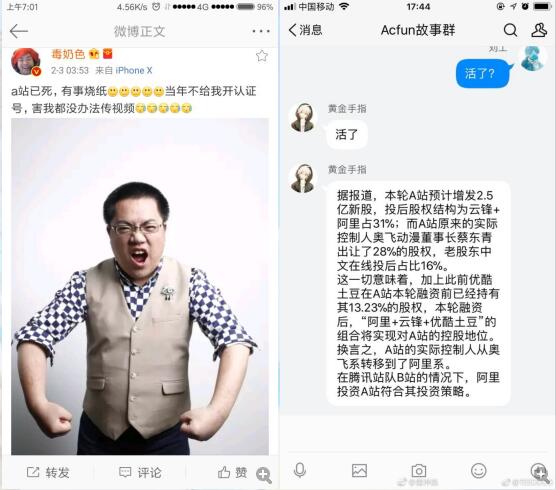 上午7:01
4.56K/s
4G
96%
微博正文
毒奶色
2-3 03:53 来自 iPhone X
a站已死，有事烧纸😀😀😀😀😀当年不给我开认证
号，害我都没办法传视频😂😂😂😂😂
转发
评论
赞
中国移动
17:44
消息
Acfun故事群
活了？
黄金手指
活了
黄金手指
据报道，本轮A站预计增发2.5
亿新股，投后股权结构为云锋+
阿里占31%；而A站原来的实际
控制人奥飞动漫董事长蔡东青
出让了28%的股权，老股东中
文在线投后占比16%。
这一切意味着，加上此前优酷
土豆在A站本轮融资前已经持有
其13.23%的股权，本轮融资
后，“阿里+云锋+优酷土豆”的
组合将实现对A站的控股地位。
换言之，A站的实际控制人从奥
飞系转移到了阿里系。
在腾讯站队B站的情况下，阿里
投资A站符合其投资策略。